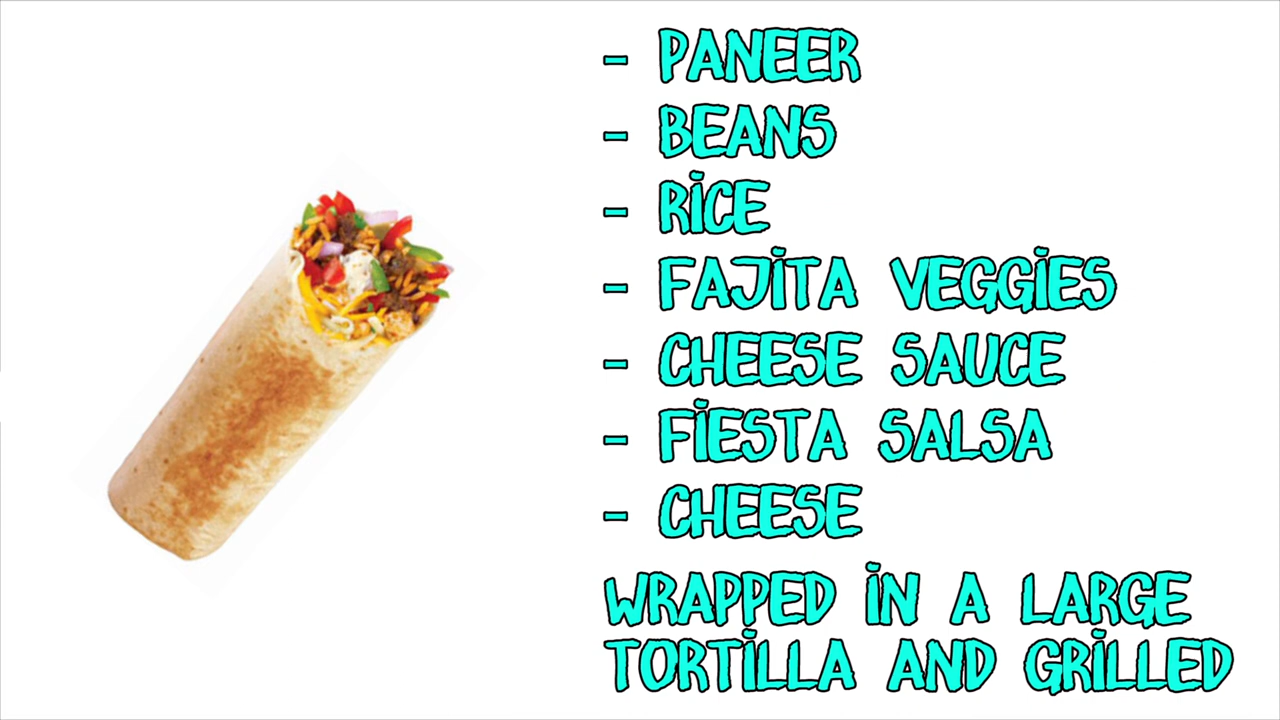 - PANEER
- BEANS
- RICE
- FAJITA VEGGIES
- CHEESE SAUCE
- FIESTA SALSA
- CHEESE
WRAPPED IN A LARGE
TORTILLA AND GRILLED